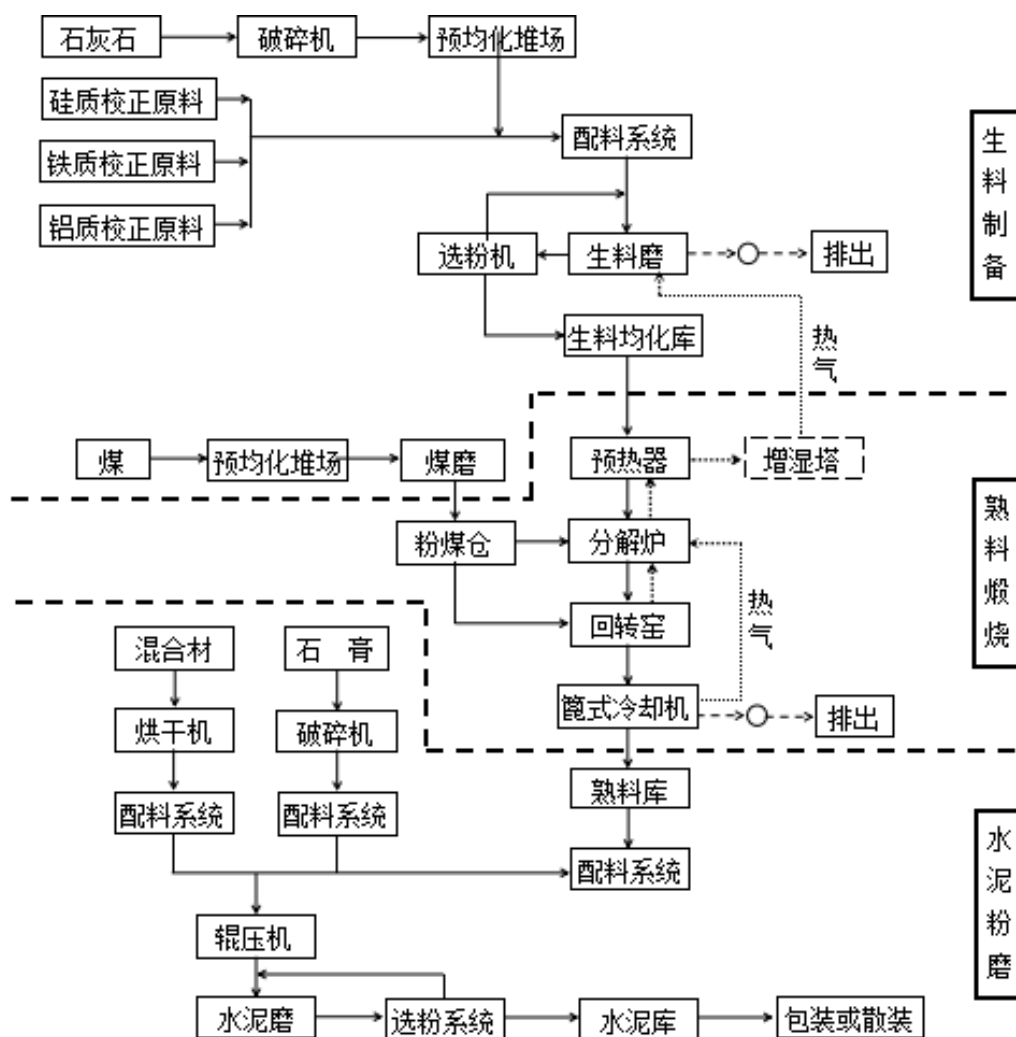 石灰石
破碎机
预均化堆场
硅质校正原料
铁质校正原料
铝质校正原料
配料系统
选粉机
生料磨
排出
生料均化库
热气
生料制备
煤
预均化堆场
煤磨
预热器
增湿塔
粉煤仓
分解炉
回转窑
热气
篦式冷却机
排出
熟料煅烧
混合材
石 膏
烘干机
破碎机
熟料库
配料系统
配料系统
配料系统
辊压机
水泥磨
选粉系统
水泥库
包装或散装
水泥粉磨